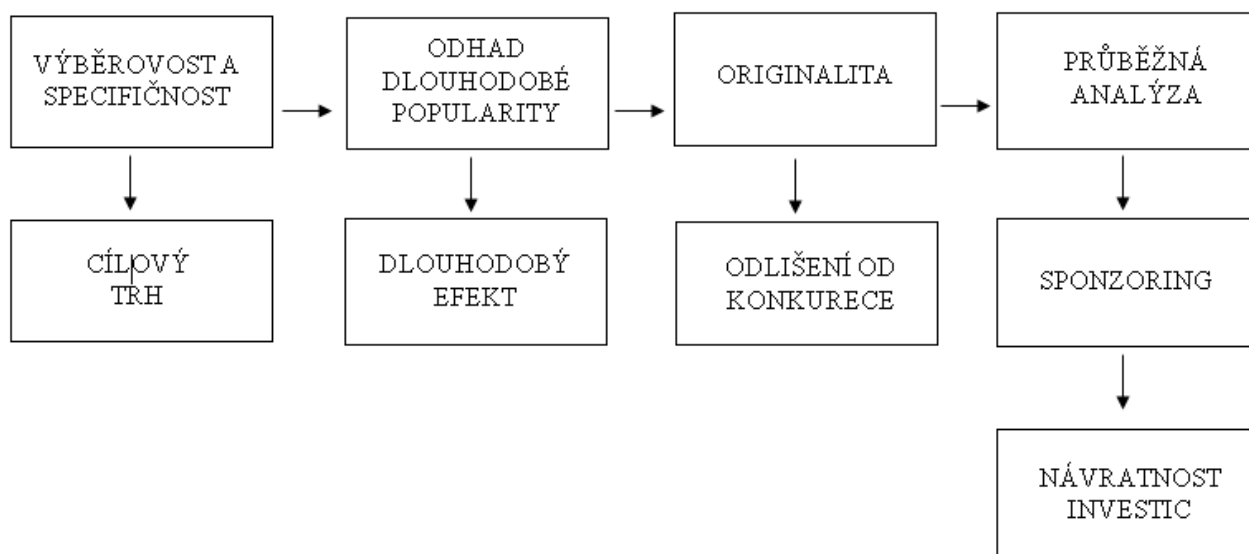 VÝBĚROVOST A
SPECIFIČNOST
ODHAD
DLOUHODOBÉ
POPULARITY
ORIGINALITA
PRŮBĚŽNÁ
ANALÝZA
CÍLOVÝ
TRH
DLOUHODOBÝ
EFEKT
ODLIŠENÍ OD
KONKURECE
SPONZORING
NÁVRATNOST
INVESTIC